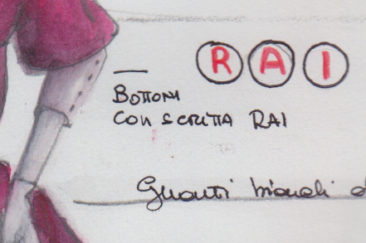 RAI
BOTTONI
CON SCRITTA RAI
Guanti bianchi d